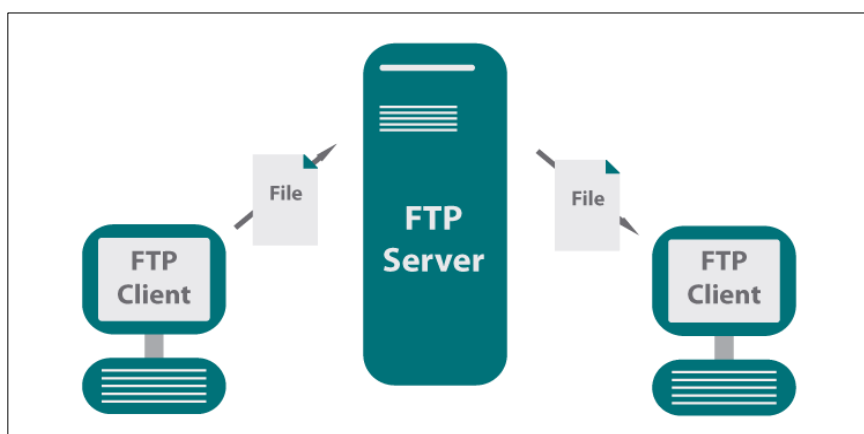 File
FTP
Server
File
FTP
Client
FTP
Client